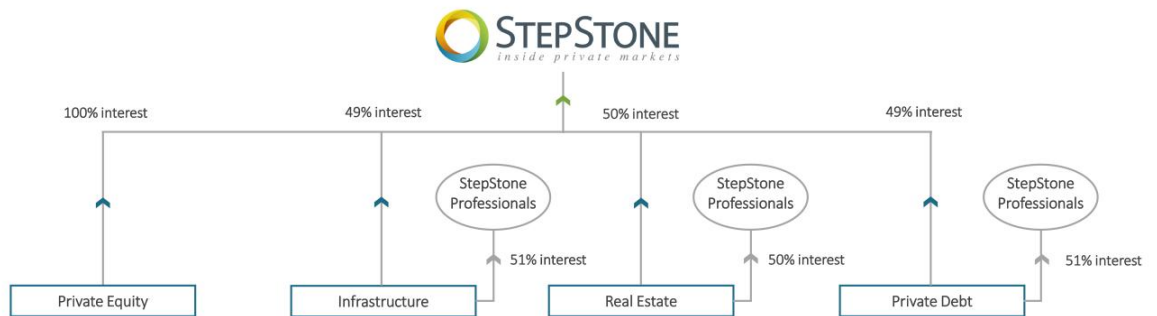 STEPSTONE
inside private markets
100% interest
49% interest
50% interest
49% interest
StepStone
Professionals
StepStone
Professionals
StepStone
Professionals
51% interest
50% interest
51% interest
Private Equity
Infrastructure
Real Estate
Private Debt